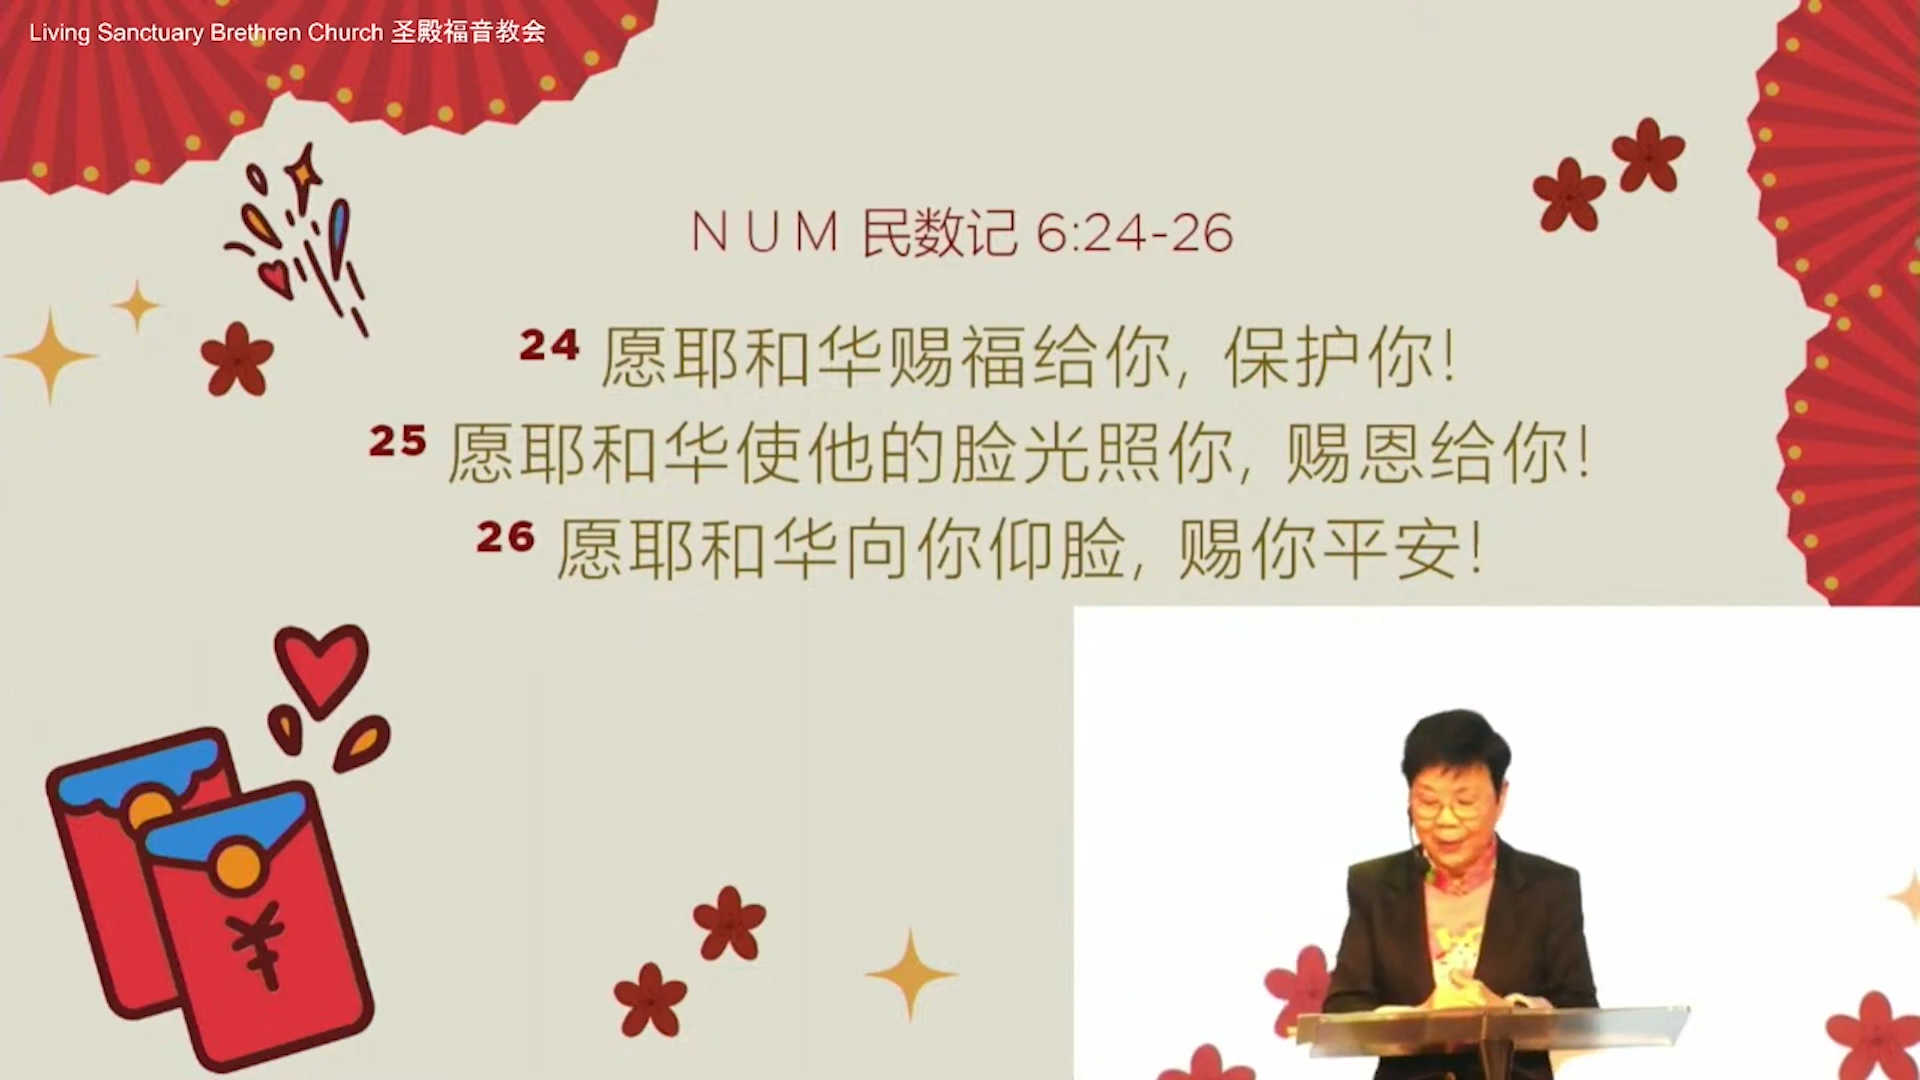 Living Sanctuary Brethren Church 圣殿福音教会
NUM 民数记 6:24-26
24 愿耶和华赐福给你, 保护你!
25 愿耶和华使他的脸光照你, 赐恩给你!
26 愿耶和华向你仰脸, 赐你平安!
¥